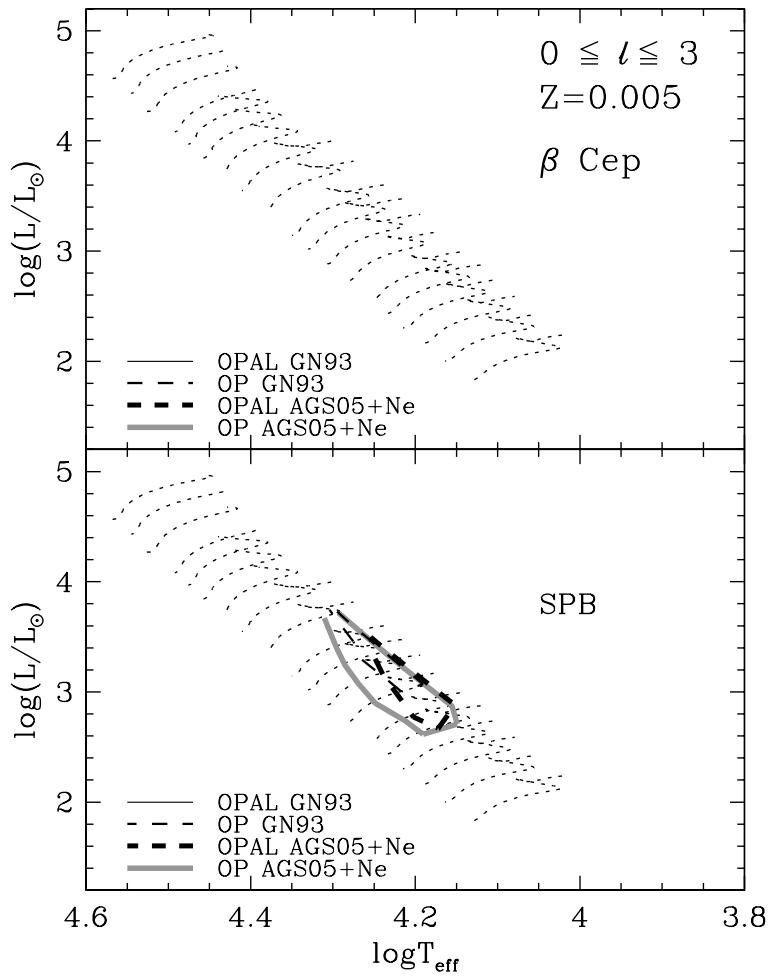 5
4
3
2
log(L/L⊙)
0 ≦ ℓ ≦ 3
Z=0.005
β Cep
OPAL GN93
OP GN93
OPAL AGS05+Ne
OP AGS05+Ne
5
4
3
2
log(L/L⊙)
SPB
OPAL GN93
OP GN93
OPAL AGS05+Ne
OP AGS05+Ne
4.6 4.4 4.2 4 3.8
logTeff